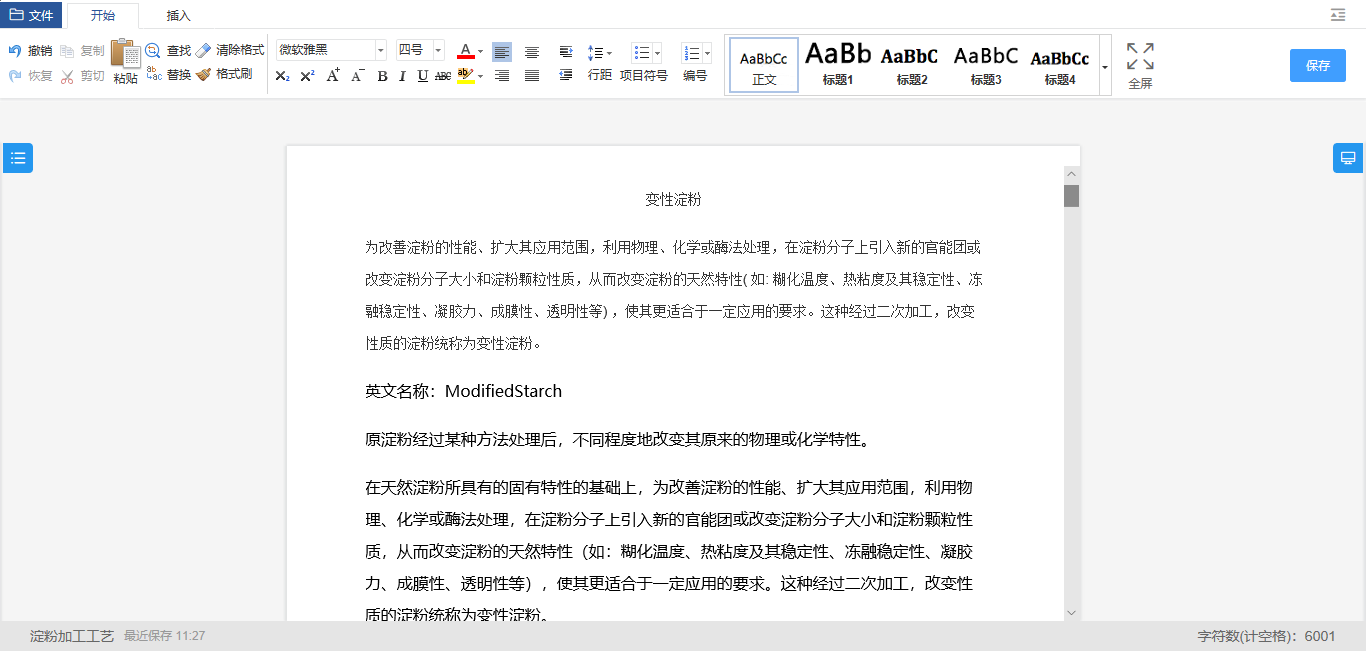 文件 开始 插入
撤销 复制 粘贴 查找 清除格式 微软雅黑 四号 A
恢复 剪切 替换 格式刷 X₂ X² A⁺ A⁻ B I U ABC ab 行距 项目符号 编号
AaBbCc AaBb AaBbC AaBbC AaBbCc
正文 标题1 标题2 标题3 标题4
全屏
保存
变性淀粉
为改善淀粉的性能、扩大其应用范围，利用物理、化学或酶法处理，在淀粉分子上引入新的官能团或
改变淀粉分子大小和淀粉颗粒性质，从而改变淀粉的天然特性(如:糊化温度、热粘度及其稳定性、冻
融稳定性、凝胶力、成膜性、透明性等)，使其更适合于一定应用的要求。这种经过二次加工，改变
性质的淀粉统称为变性淀粉。
英文名称：ModifiedStarch
原淀粉经过某种方法处理后，不同程度地改变其原来的物理或化学特性。
在天然淀粉所具有的固有特性的基础上，为改善淀粉的性能、扩大其应用范围，利用物
理、化学或酶法处理，在淀粉分子上引入新的官能团或改变淀粉分子大小和淀粉颗粒性
质，从而改变淀粉的天然特性（如：糊化温度、热粘度及其稳定性、冻融稳定性、凝胶
力、成膜性、透明性等），使其更适合于一定应用的要求。这种经过二次加工，改变性
质的淀粉统称为变性淀粉。
淀粉加工工艺 最近保存 11:27
字符数(计空格)：6001